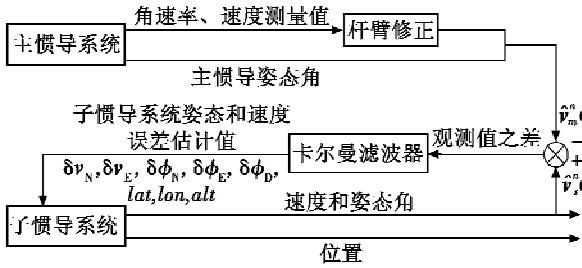 角速率、速度测量值
主惯导系统
杆臂修正
主惯导姿态角
子惯导系统姿态和速度
误差估计值
卡尔曼滤波器
观测值之差
−
+
δv_N,δv_E, δϕ_N,δϕ_E,δϕ_D,
lat,lon,alt
子惯导系统
速度和姿态角
位置